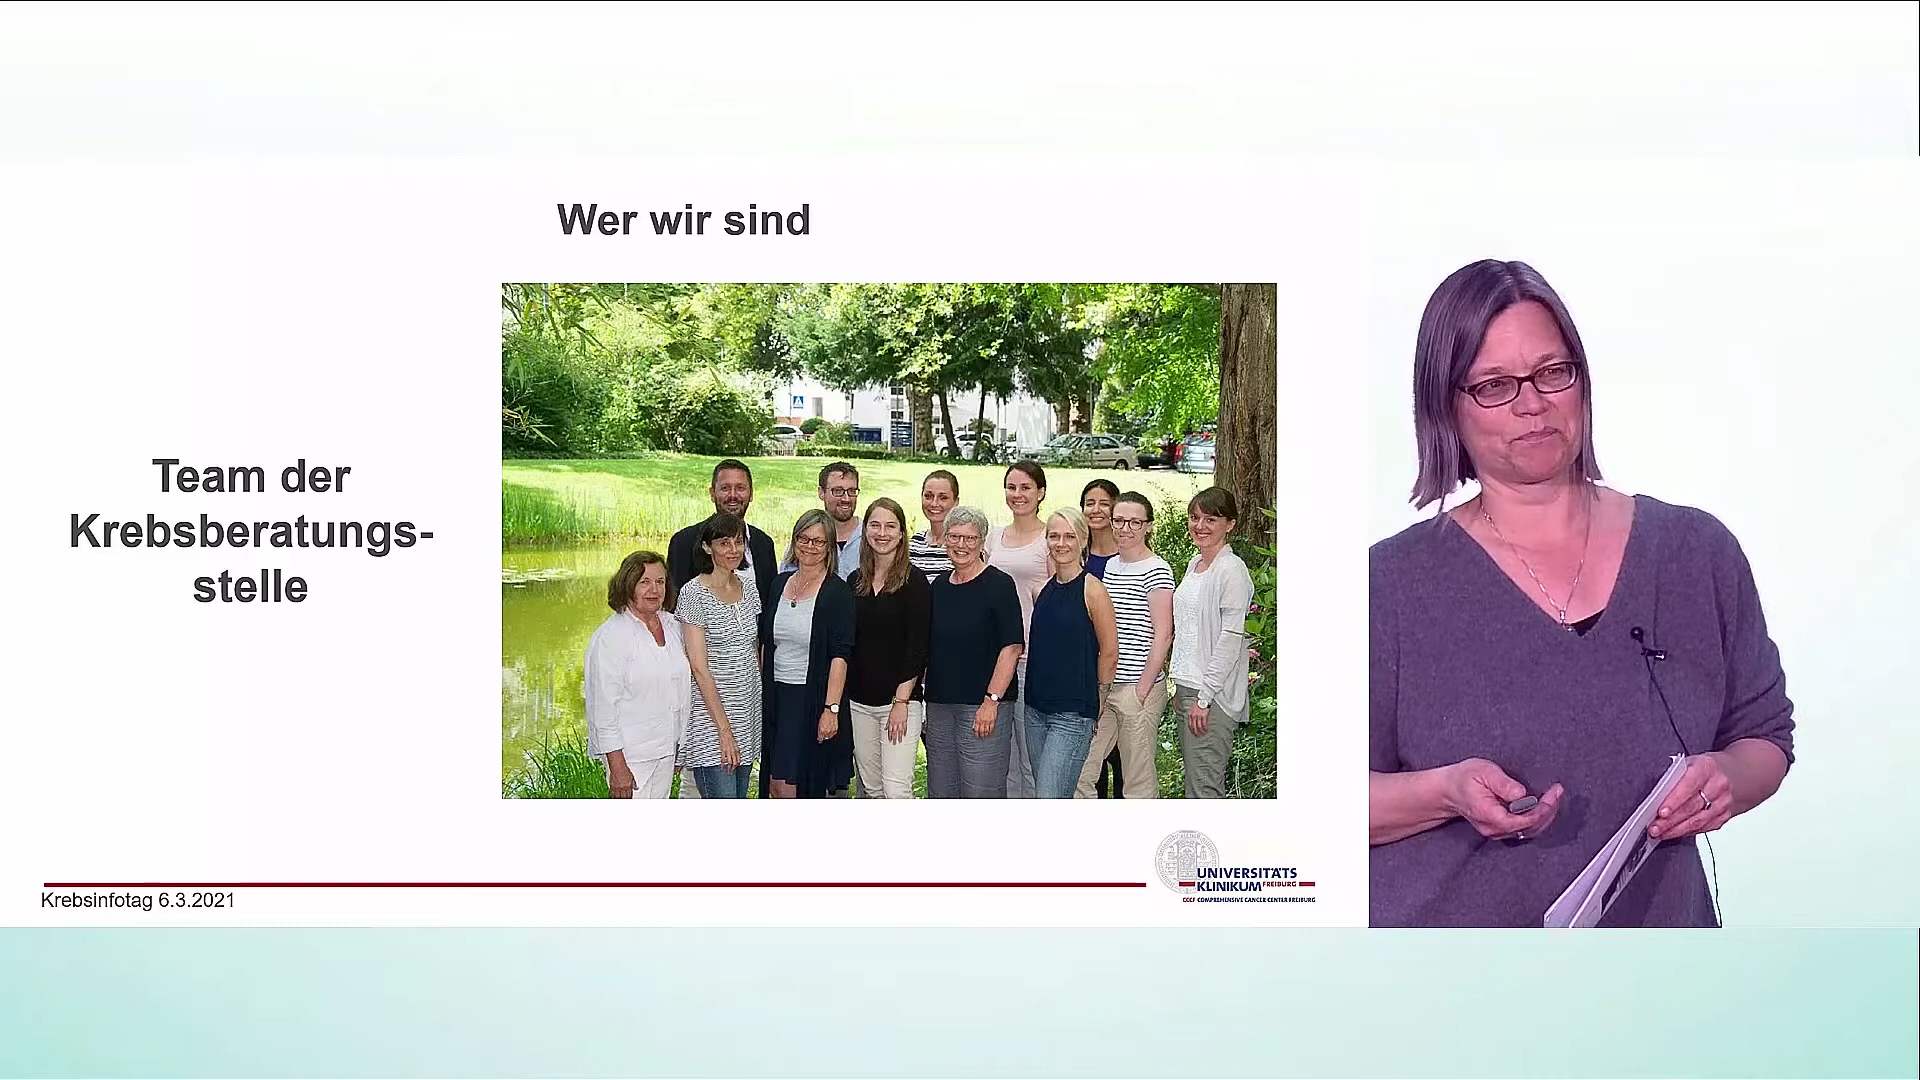 Wer wir sind
Team der
Krebsberatungs-
stelle
UNIVERSITÄTS
KLINIKUM FREIBURG
CCCF COMPREHENSIVE CANCER CENTER FREIBURG
Krebsinfotag 6.3.2021